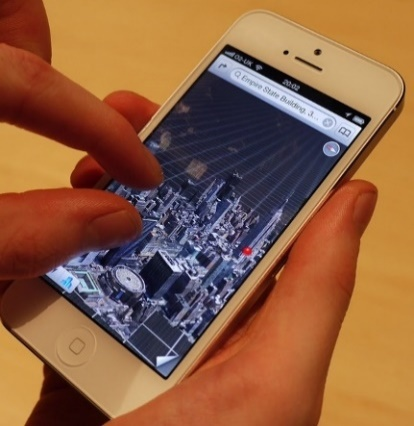 O2-UK
20:02
Empire State Building, 3...